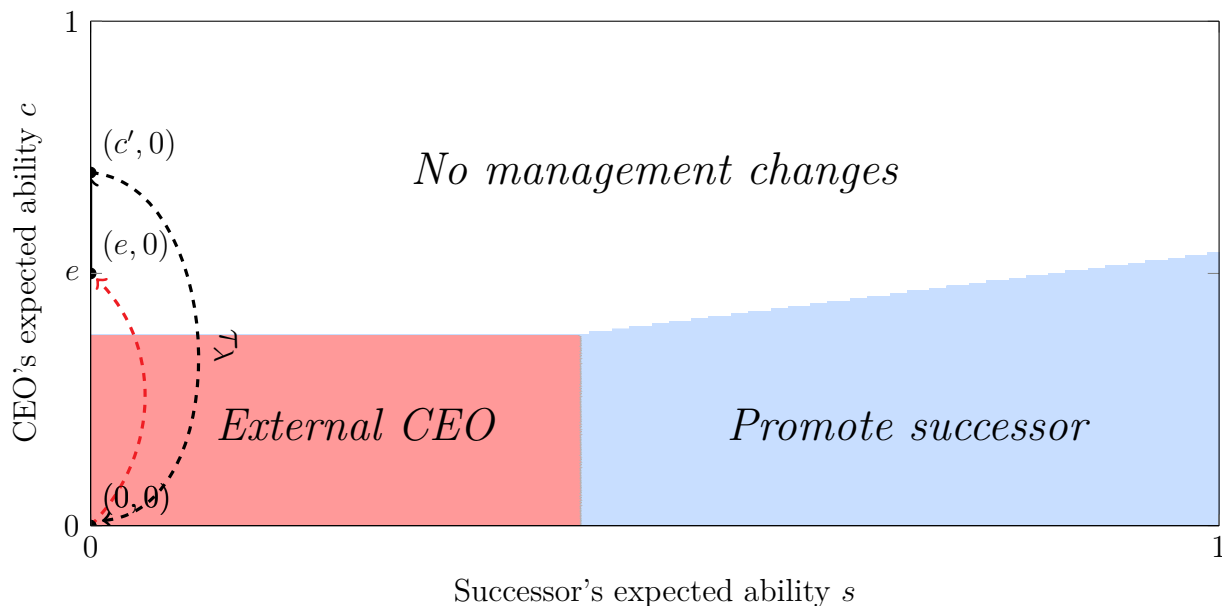 1
CEO's expected ability c
(c′, 0)
No management changes
(e, 0)
e
λ
External CEO
Promote successor
(0, 0)
0
0
1
Successor's expected ability s